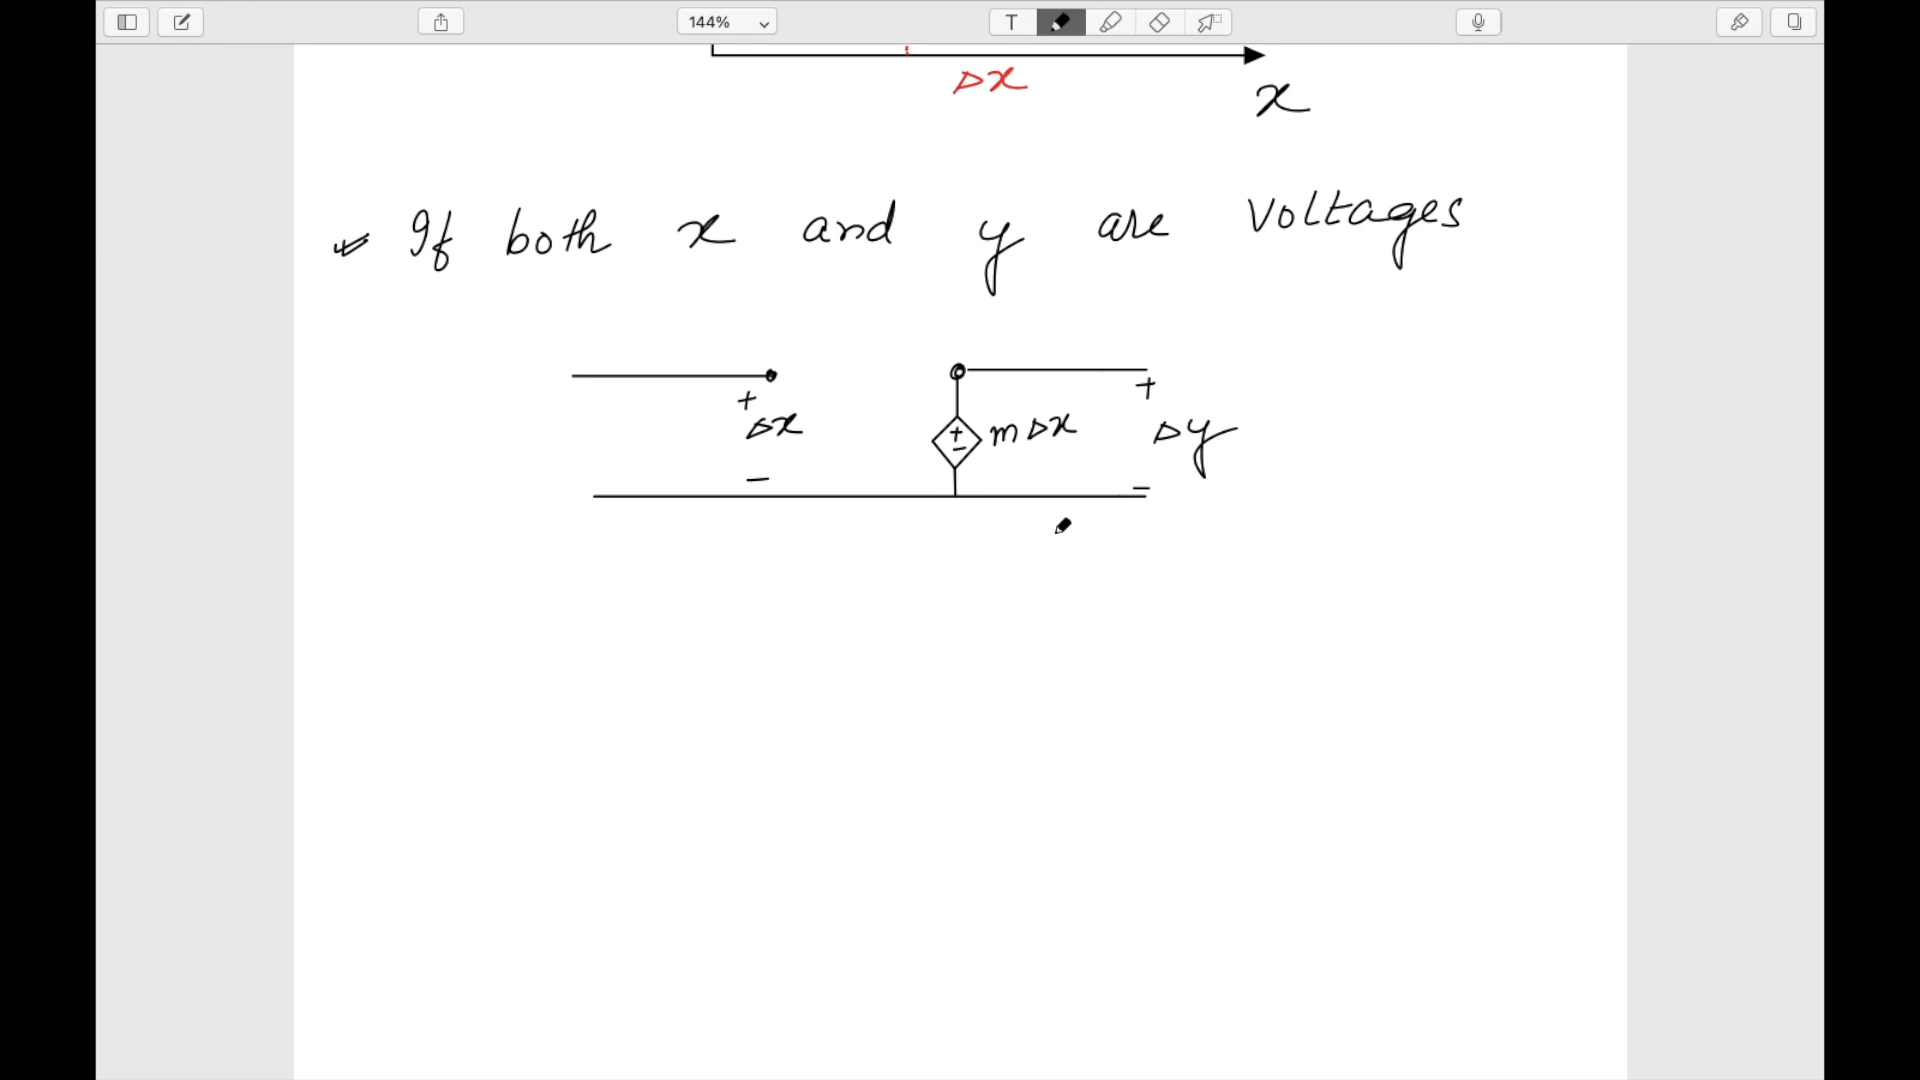 144%
T
Δx
x
If both x and y are voltages
+ +
Δx + mΔx Δy
−
− −